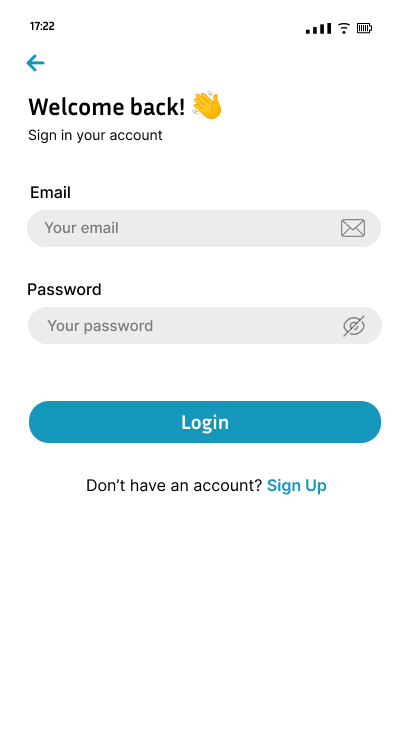 17:22
Welcome back! 👋
Sign in your account
Email
Your email
Password
Your password
Login
Don’t have an account? Sign Up